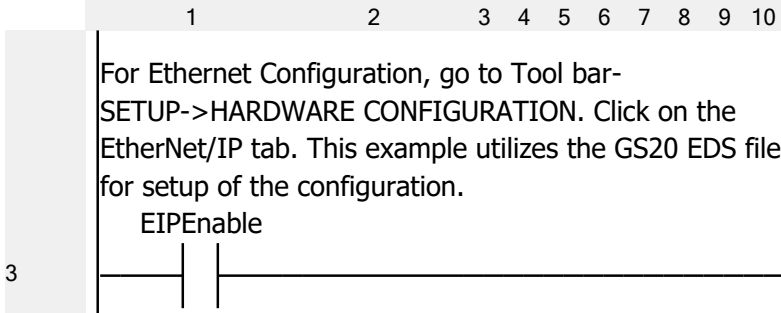 1 2 3 4 5 6 7 8 9 10
For Ethernet Configuration, go to Tool bar-
SETUP->HARDWARE CONFIGURATION. Click on the
EtherNet/IP tab. This example utilizes the GS20 EDS file
for setup of the configuration.
EIPEnable
3